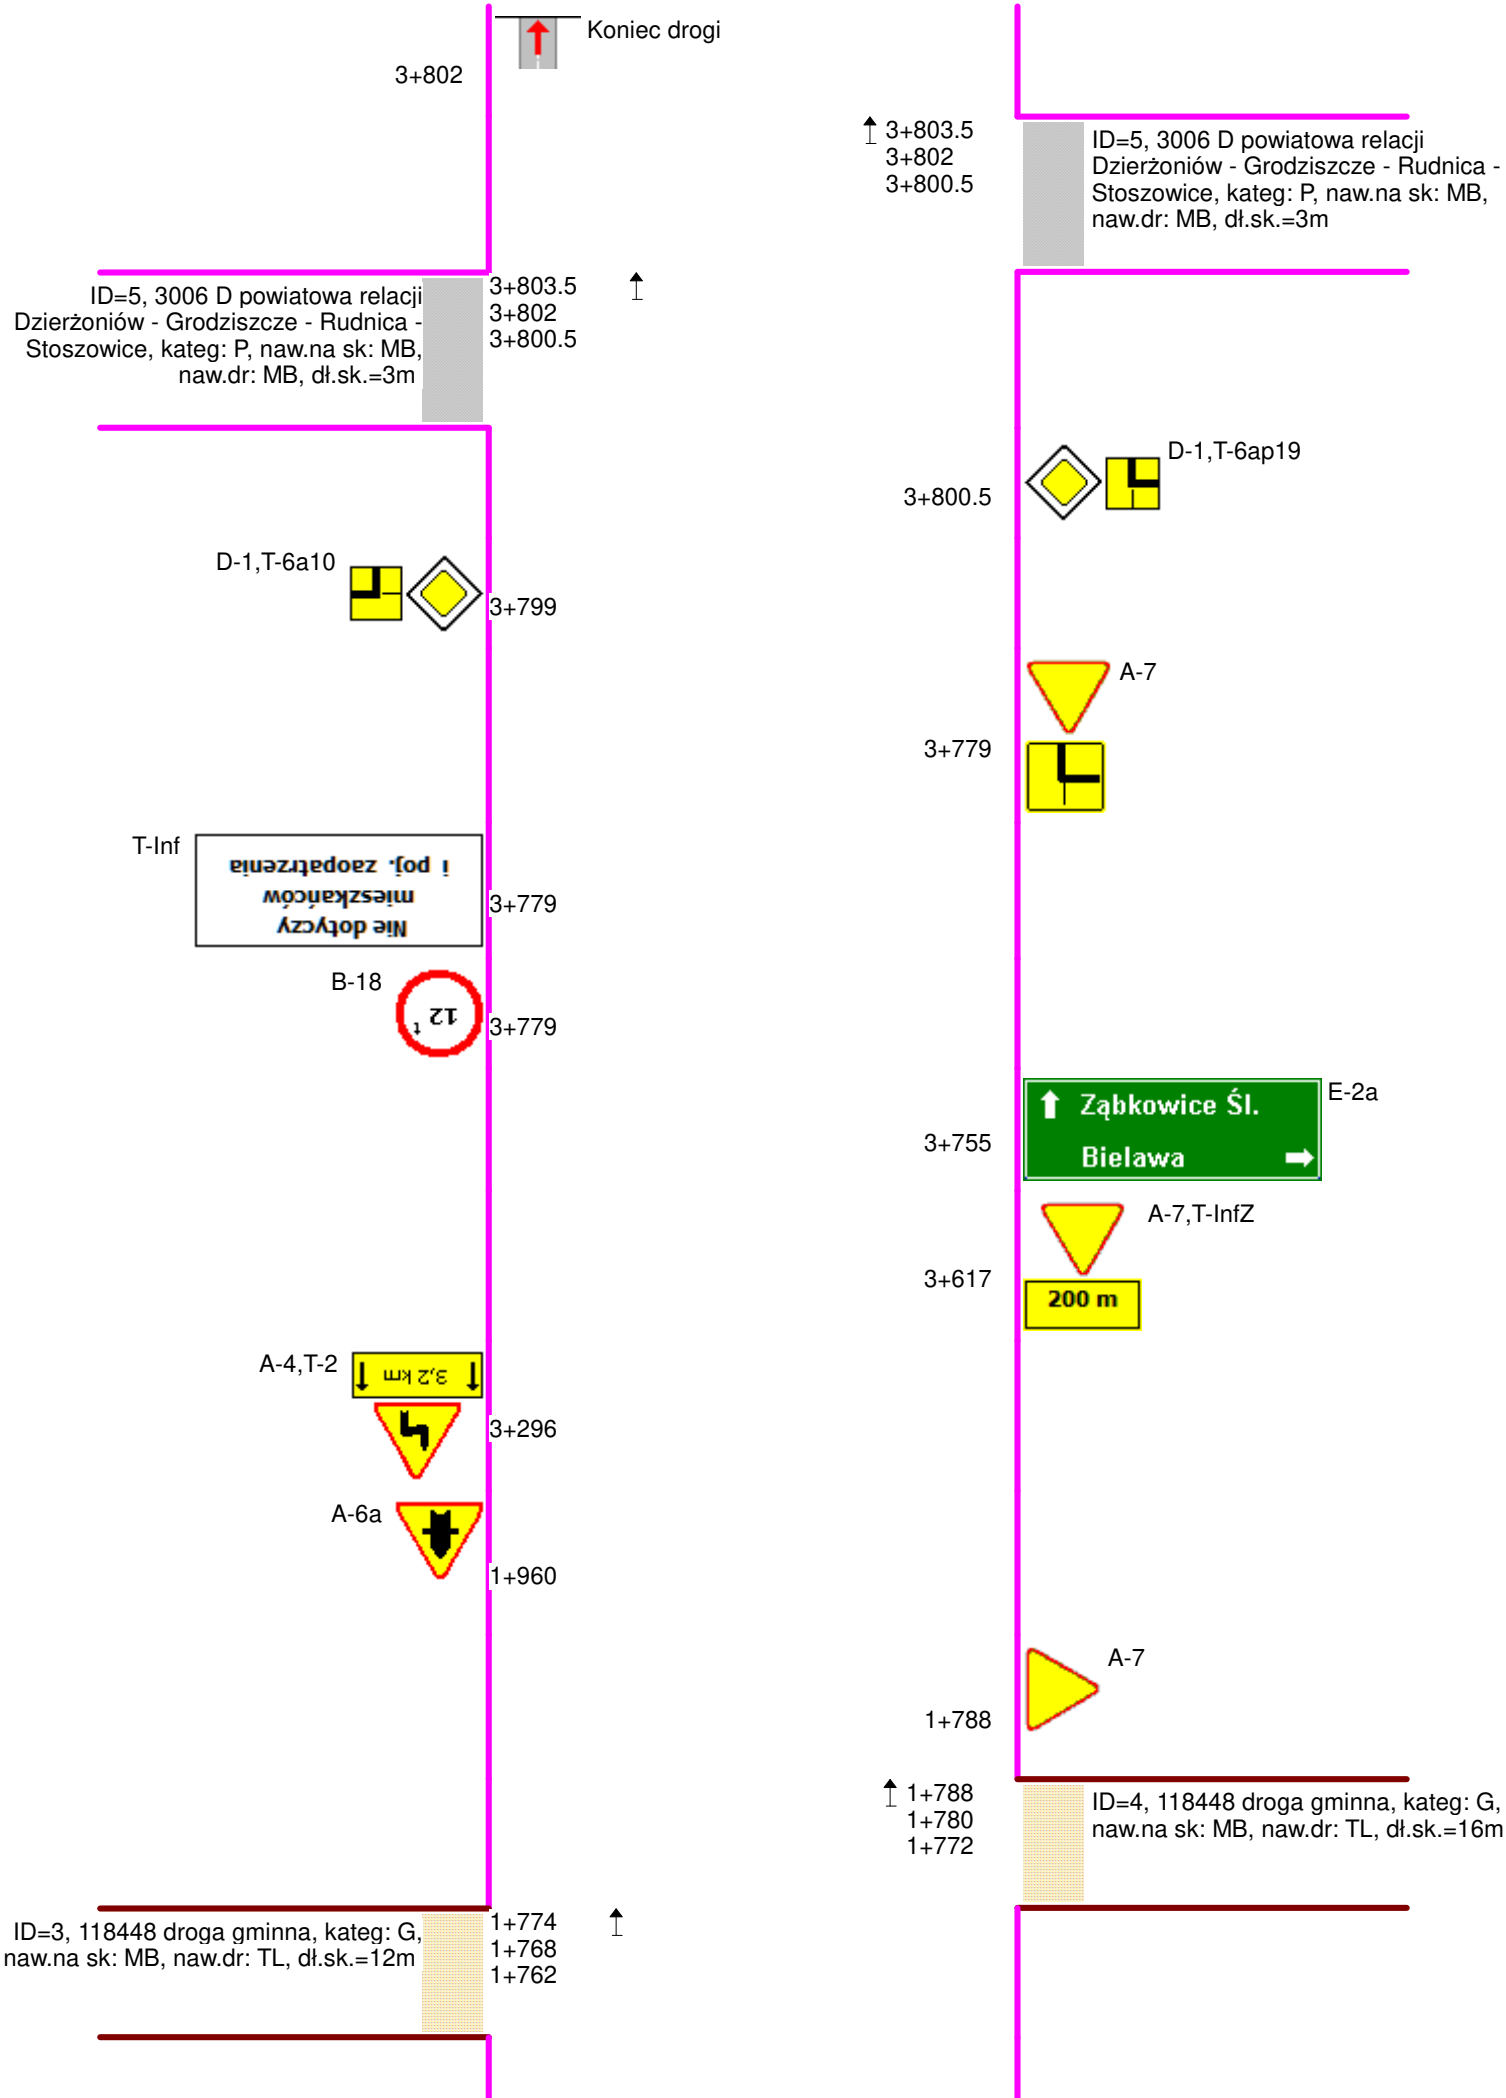 Koniec drogi
3+802
3+803.5
3+802
3+800.5
ID=5, 3006 D powiatowa relacji
Dzierżoniów - Grodziszcze - Rudnica -
Stoszowice, kateg: P, naw.na sk: MB,
naw.dr: MB, dł.sk.=3m
ID=5, 3006 D powiatowa relacji
Dzierżoniów - Grodziszcze - Rudnica -
Stoszowice, kateg: P, naw.na sk: MB,
naw.dr: MB, dł.sk.=3m
3+803.5
3+802
3+800.5
D-1,T-6ap19
3+800.5
D-1,T-6a10
3+799
A-7
3+779
T-Inf
Nie dotyczy
mieszkańców
i poj. zaopatrzenia
3+779
B-18
12 t
3+779
E-2a
Ząbkowice Śl.
Bielawa
3+755
A-7,T-InfZ
3+617
200 m
A-4,T-2
3,2 km
3+296
A-6a
1+960
A-7
1+788
1+788
1+780
1+772
ID=4, 118448 droga gminna, kateg: G,
naw.na sk: MB, naw.dr: TL, dł.sk.=16m
ID=3, 118448 droga gminna, kateg: G,
naw.na sk: MB, naw.dr: TL, dł.sk.=12m
1+774
1+768
1+762